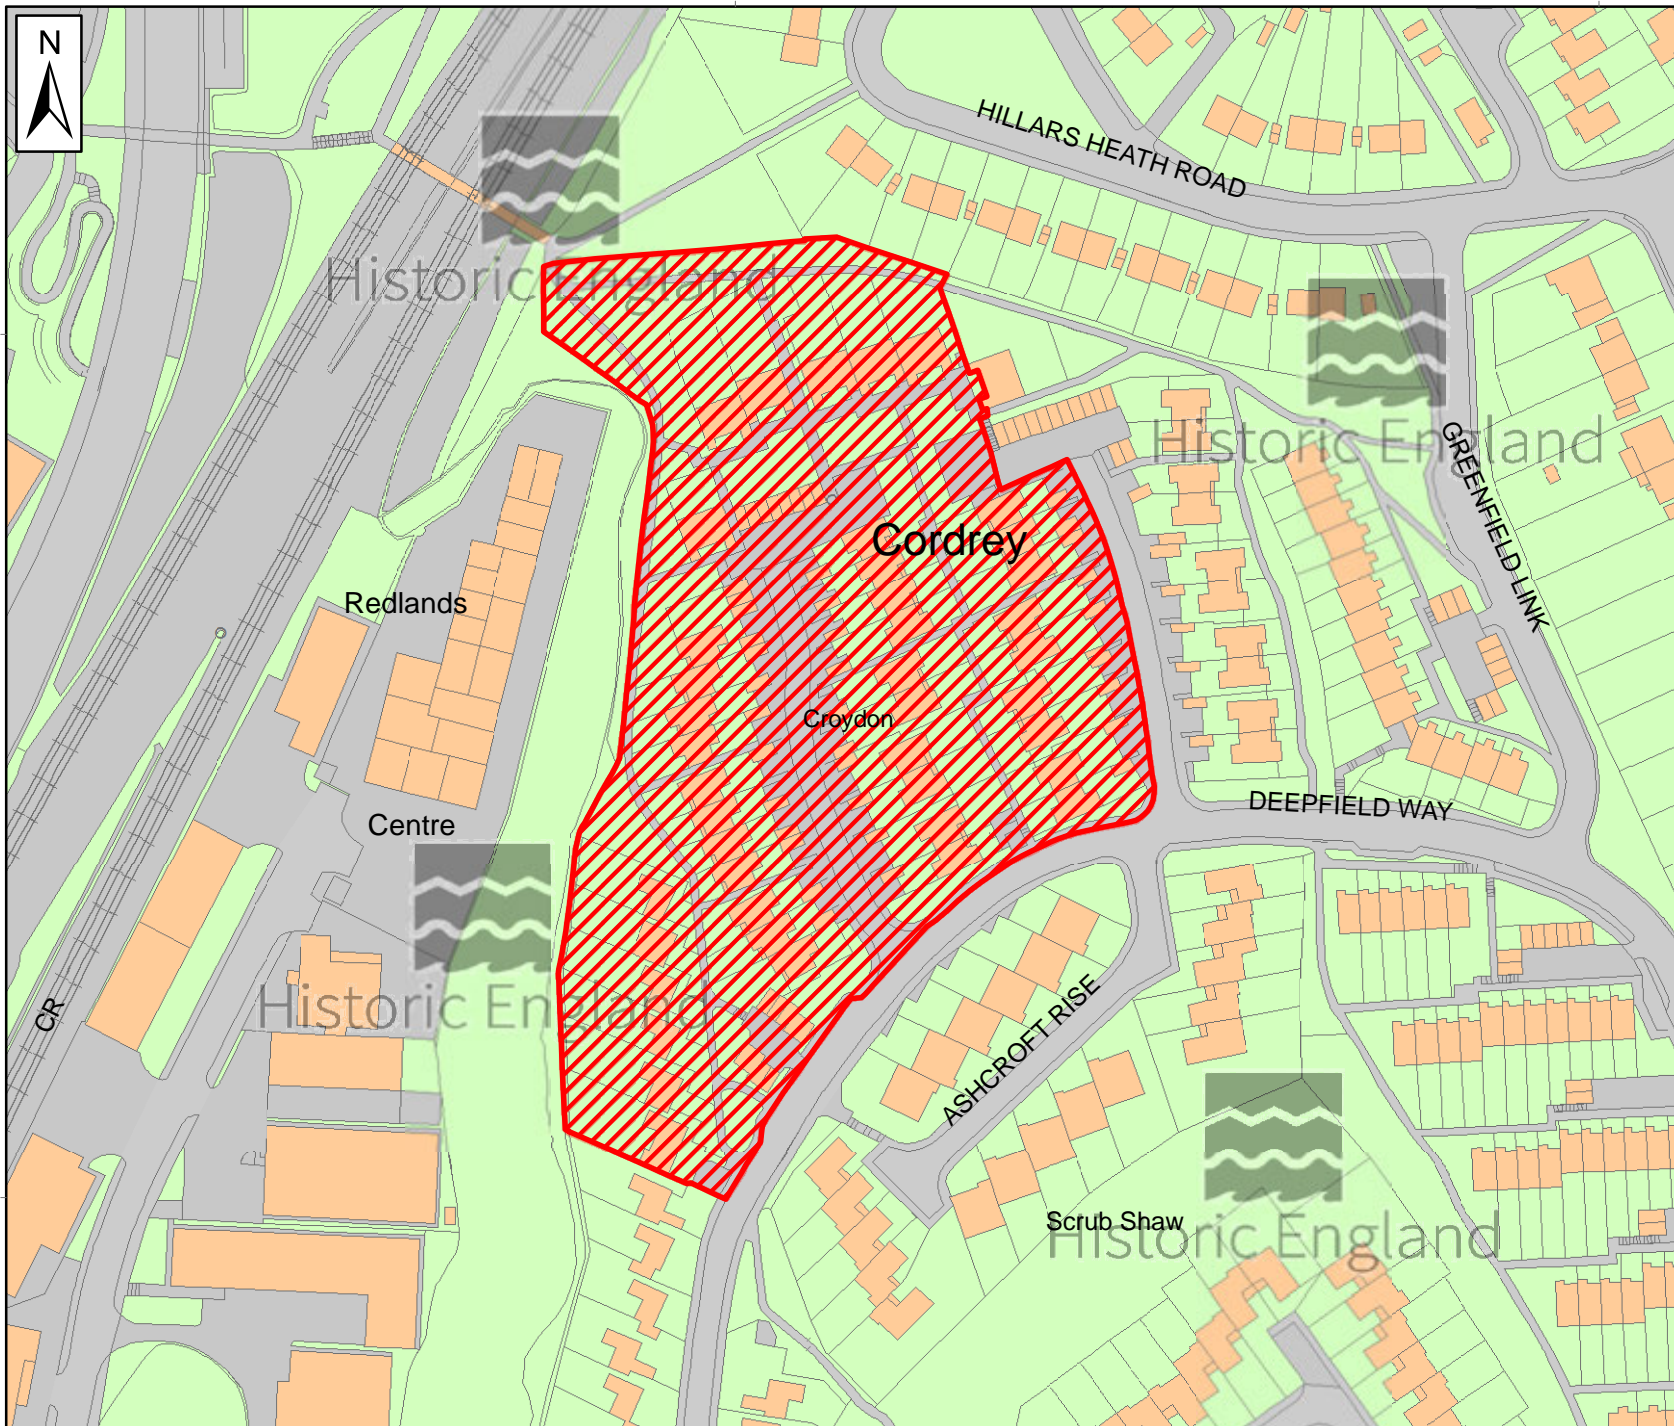 N
HILLARS HEATH ROAD
Historic England
Historic England
GREENFIELD LINK
Cordrey
Redlands
Croydon
DEEPFIELD WAY
Centre
Historic England
CR
ASHCROFT RISE
Scrub Shaw
Historic England